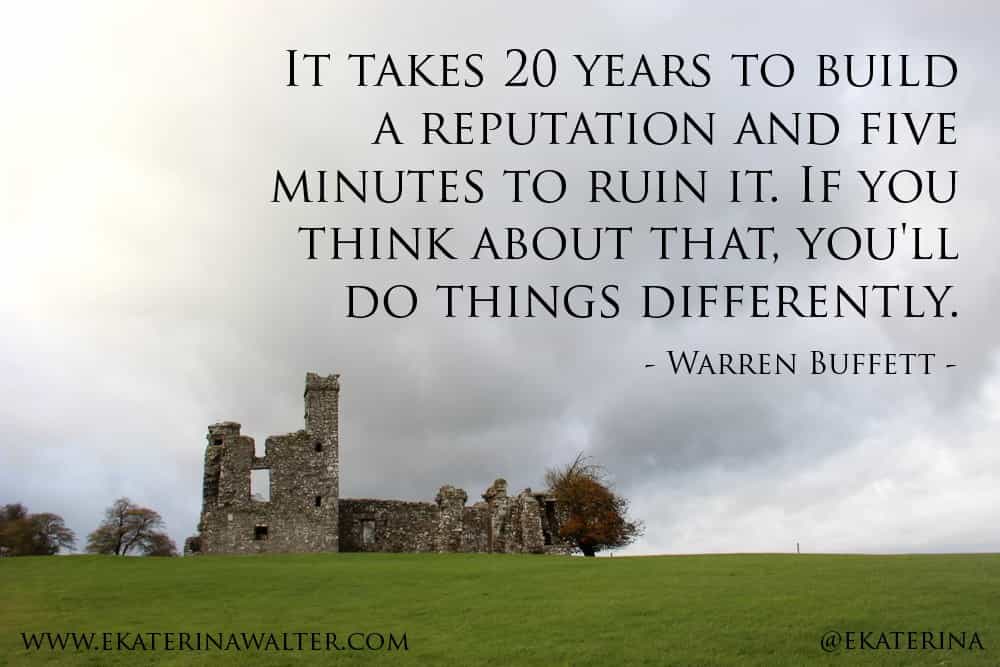 It takes 20 years to build
a reputation and five
minutes to ruin it. If you
think about that, you'll
do things differently.
- Warren Buffett -
www.ekaterinawalter.com
@ekaterina